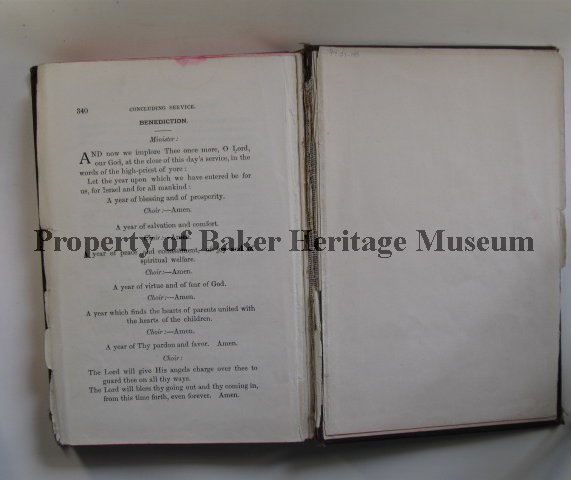 340
CONCLUDING SERVICE.
BENEDICTION.
Minister:
AND now we implore Thee once more, O Lord,
our God, at the close of this day's service, in the
words of the high-priest of yore:
Let the year upon which we have entered be for
us, for Israel and for all mankind:
A year of blessing and of prosperity.
Choir:—Amen.
A year of salvation and comfort.
Choir:—Amen.
Property of Baker Heritage Museum
A year of peace and
spiritual welfare.
Choir:—Amen.
A year of virtue and of fear of God.
Choir:—Amen.
A year which finds the hearts of parents united with
the hearts of the children.
Choir:—Amen.
A year of Thy pardon and favor. Amen.
Choir:
The Lord will give His angels charge over thee to
guard thee on all thy ways.
The Lord will bless thy going out and thy coming in,
from this time forth, even forever. Amen.